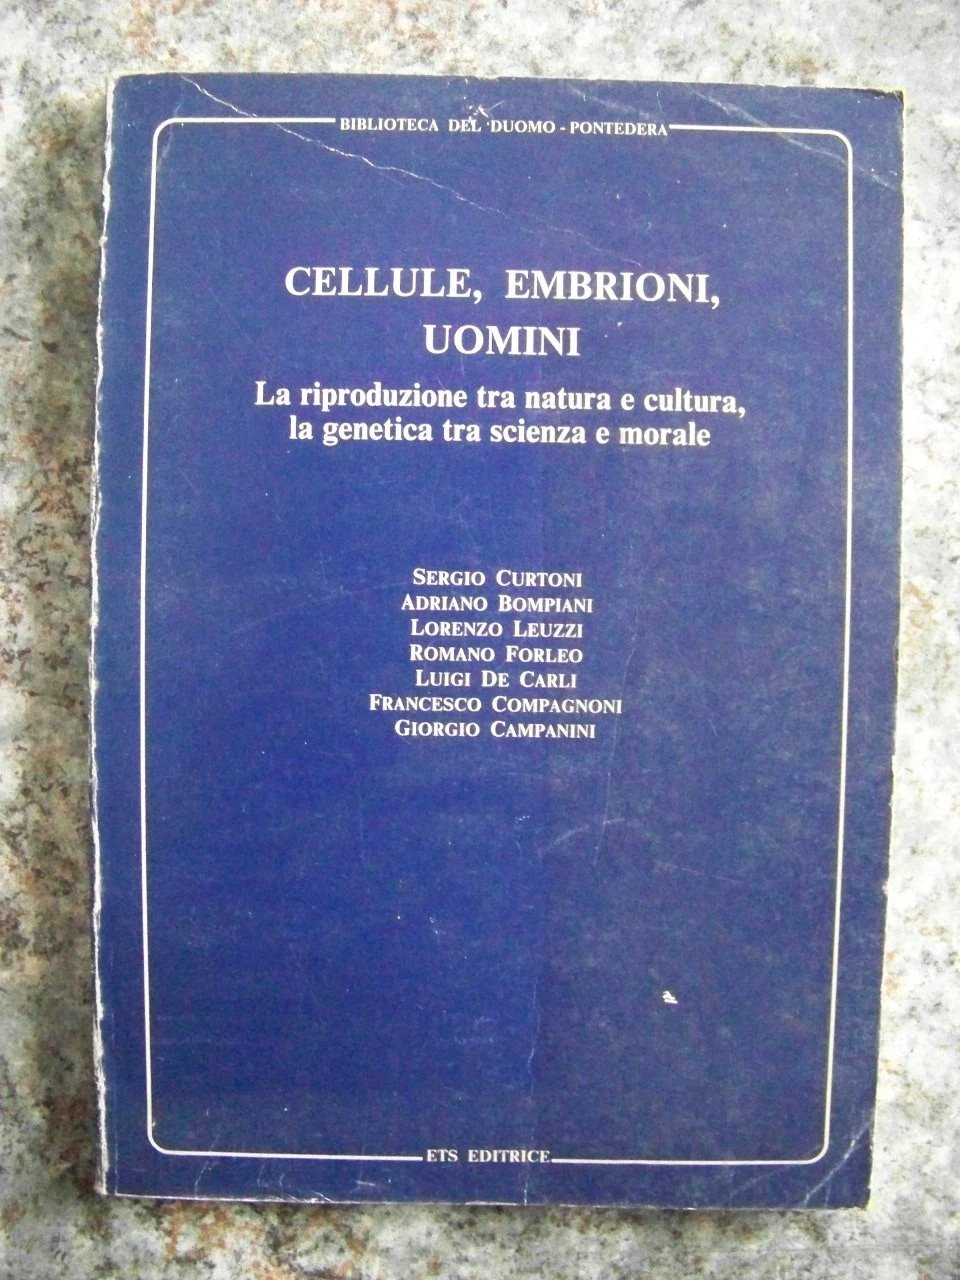 BIBLIOTECA DEL DUOMO - PONTEDERA
CELLULE, EMBRIONI,
UOMINI
La riproduzione tra natura e cultura,
la genetica tra scienza e morale
SERGIO CURTONI
ADRIANO BOMPIANI
LORENZO LEUZZI
ROMANO FORLEO
LUIGI DE CARLI
FRANCESCO COMPAGNONI
GIORGIO CAMPANINI
ETS EDITRICE